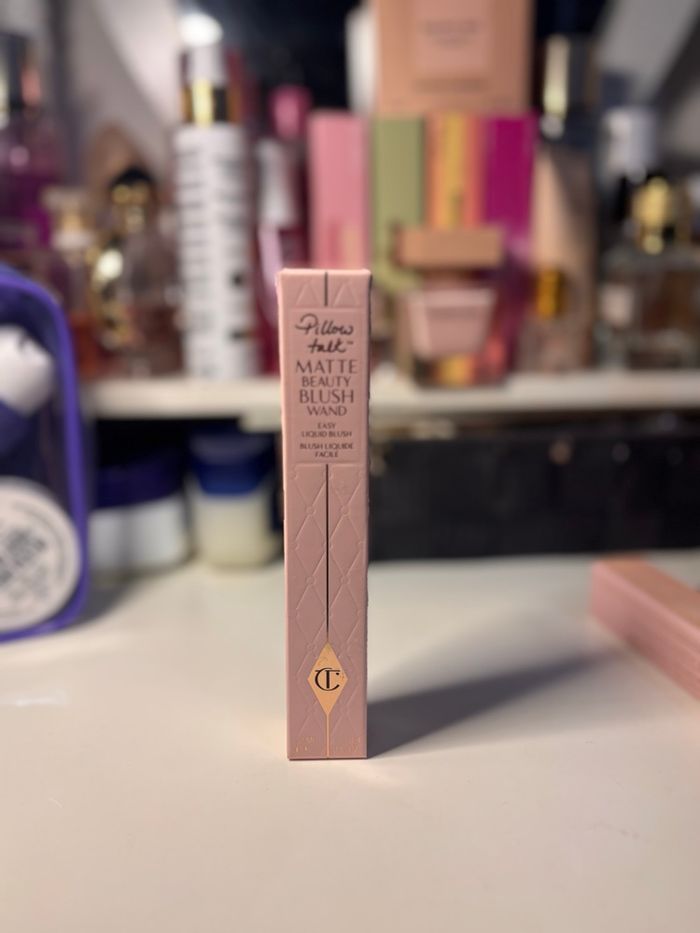 Pillow
talk™
MATTE
BEAUTY
BLUSH
WAND
EASY
LIQUID BLUSH
BLUSH LIQUIDE
FACILE
CT